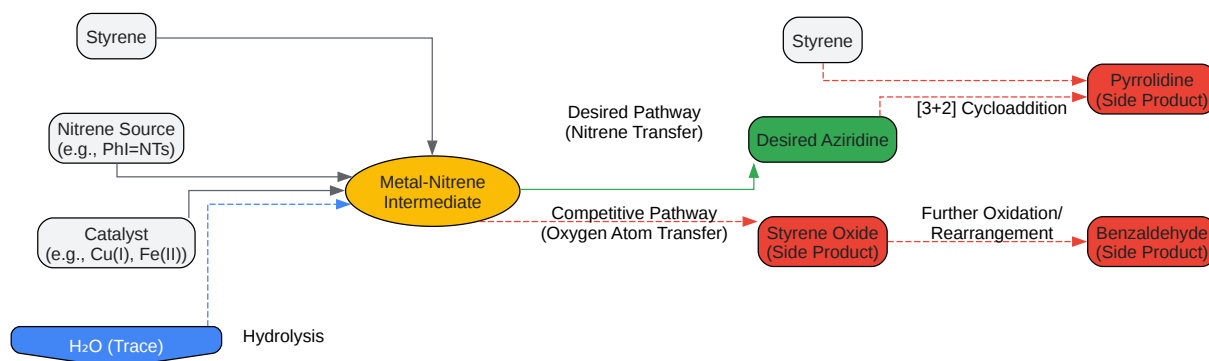 Styrene
Styrene
Pyrrolidine
(Side Product)
Desired Pathway
(Nitrene Transfer)
[3+2] Cycloaddition
Nitrene Source
(e.g., PhI=NTs)
Desired Aziridine
Metal-Nitrene
Intermediate
Catalyst
(e.g., Cu(I), Fe(II))
Competitive Pathway
(Oxygen Atom Transfer)
Styrene Oxide
(Side Product)
Further Oxidation/
Rearrangement
Benzaldehyde
(Side Product)
H₂O (Trace)
Hydrolysis